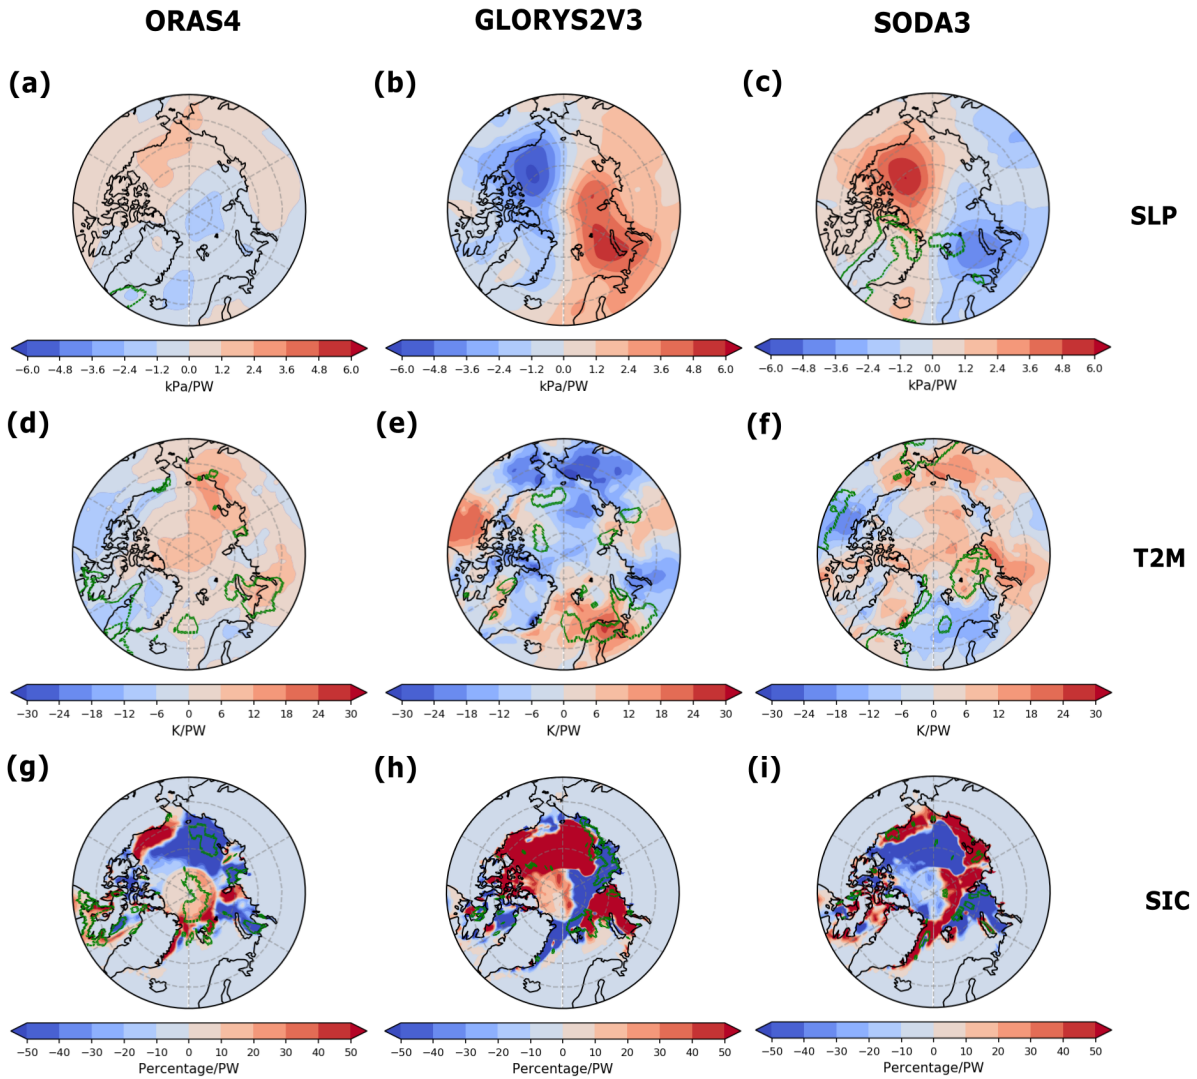 ORAS4 GLORYS2V3 SODA3
(a) (b) (c)
SLP
−6.0 −4.8 −3.6 −2.4 −1.2 0.0 1.2 2.4 3.6 4.8 6.0 −6.0 −4.8 −3.6 −2.4 −1.2 0.0 1.2 2.4 3.6 4.8 6.0 −6.0 −4.8 −3.6 −2.4 −1.2 0.0 1.2 2.4 3.6 4.8 6.0
kPa/PW kPa/PW kPa/PW
(d) (e) (f)
T2M
−30 −24 −18 −12 −6 0 6 12 18 24 30 −30 −24 −18 −12 −6 0 6 12 18 24 30 −30 −24 −18 −12 −6 0 6 12 18 24 30
K/PW K/PW K/PW
(g) (h) (i)
SIC
−50 −40 −30 −20 −10 0 10 20 30 40 50 −50 −40 −30 −20 −10 0 10 20 30 40 50 −50 −40 −30 −20 −10 0 10 20 30 40 50
Percentage/PW Percentage/PW Percentage/PW